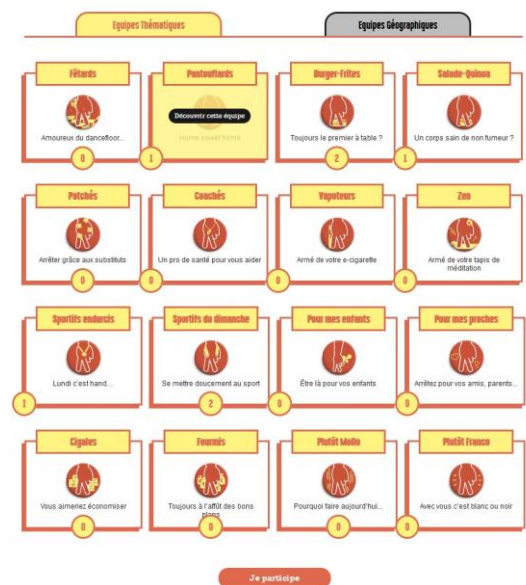 Equipes Thématiques
Equipes Géographiques
Fêtards
Amoureux du dancefloor...
0
Pantouflards
Découvrir cette équipe
Home sweet home
1
Burger-Frites
Toujours le premier à table ?
2
Salade-Quinoa
Un corps sain de non fumeur ?
1
Patchés
Arrêter grâce aux substituts
0
Coachés
Un pro de santé pour vous aider
0
Vapoteurs
Armé de votre e-cigarette
0
Zen
Armé de votre tapis de
méditation
0
Sportifs endurcis
Lundi c'est hand...
1
Sportifs du dimanche
Se mettre doucement au sport
2
Pour mes enfants
Être là pour vos enfants
0
Pour mes proches
Arrêtez pour vos amis, parents...
0
Cigales
Vous aimeriez économiser
0
Fourmis
Toujours à l'affût des bons
plans
0
Plutôt Mollo
Pourquoi faire aujourd'hui...
0
Plutôt Franco
Avec vous c'est blanc ou noir
0
Je participe